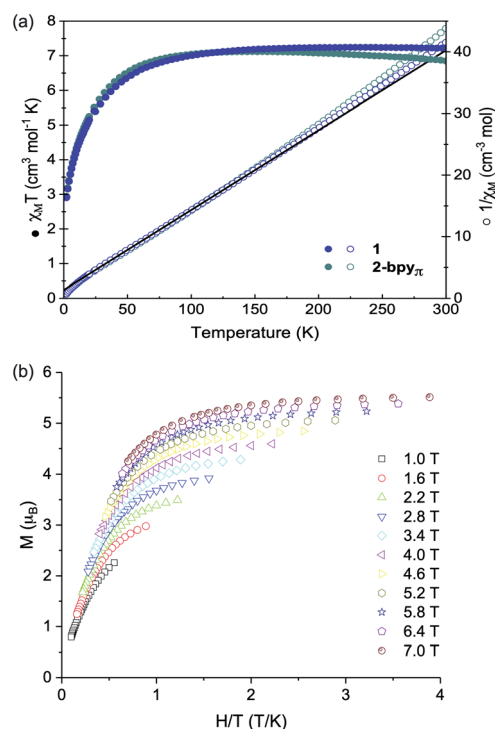 (a)
8
7
6
5
4
3
2
1
0
● χMT (cm³ mol⁻¹ K)
50
40
30
20
10
0
○ 1/χM (cm⁻³ mol)
1
2-bpyπ
0 50 100 150 200 250 300
Temperature (K)
(b)
6
5
4
3
2
1
0
M (μB)
1.0 T
1.6 T
2.2 T
2.8 T
3.4 T
4.0 T
4.6 T
5.2 T
5.8 T
6.4 T
7.0 T
0 1 2 3 4
H/T (T/K)